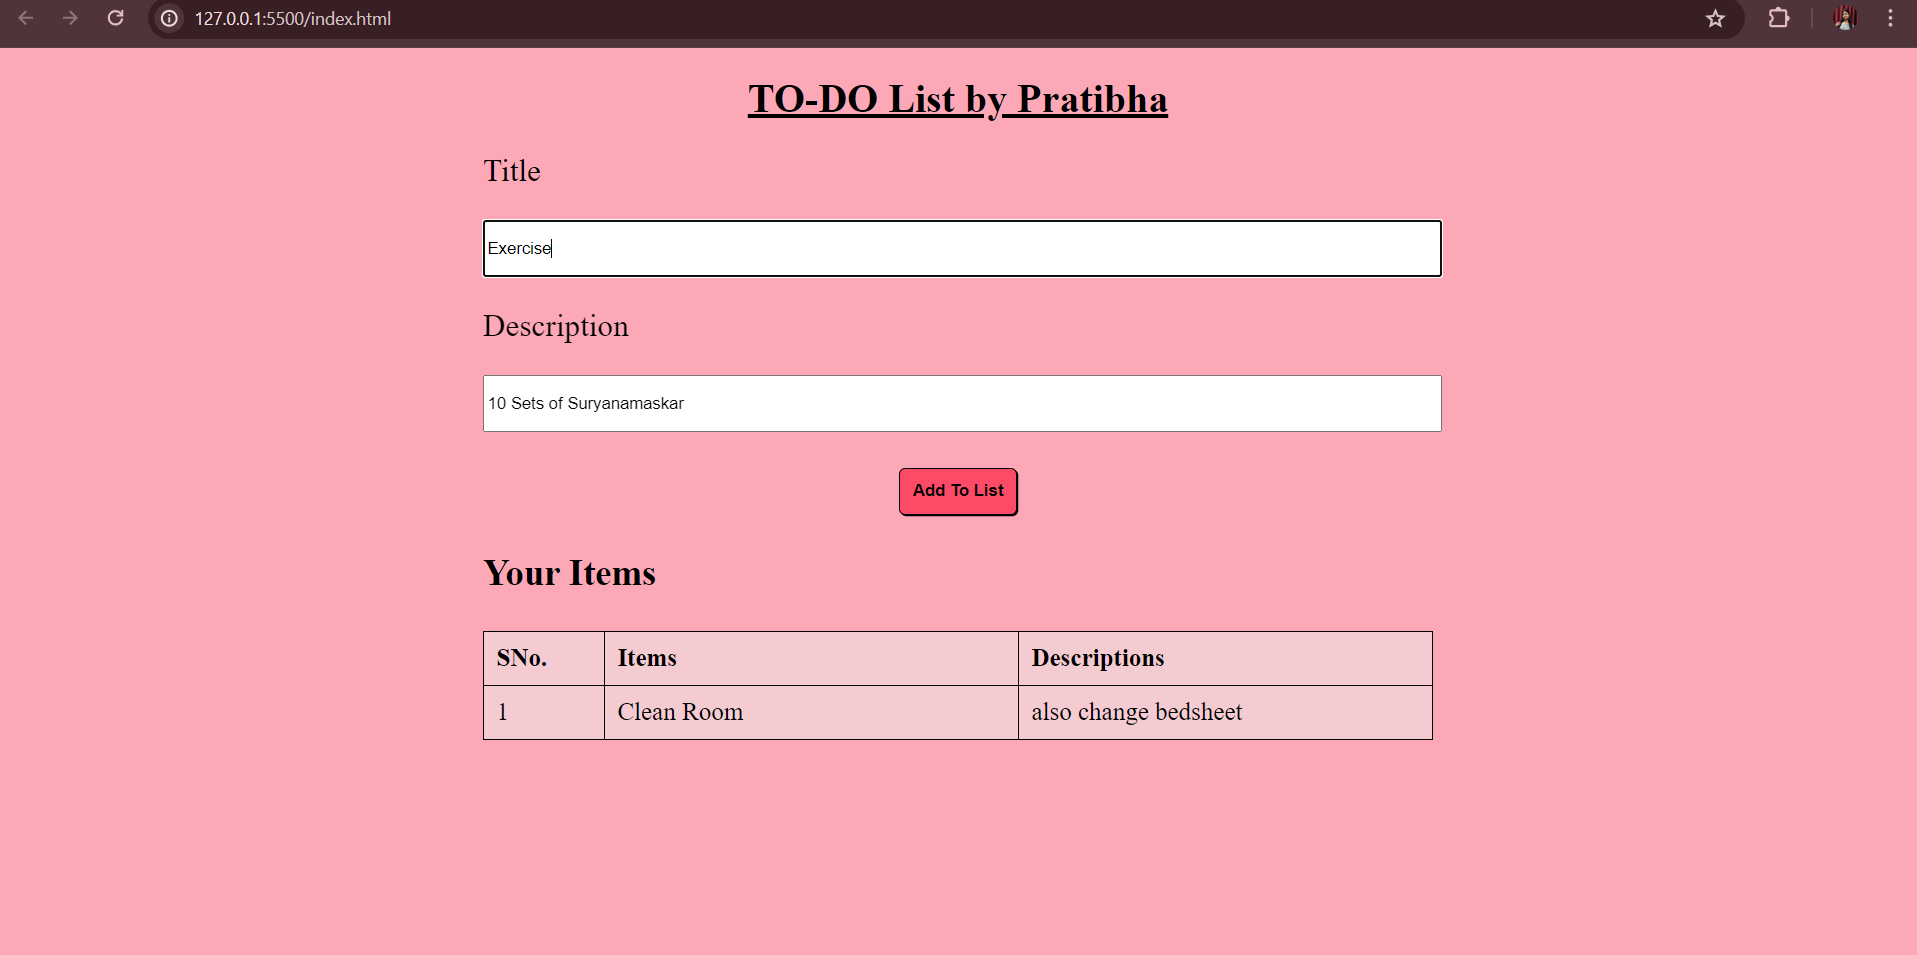 127.0.0.1:5500/index.html
TO-DO List by Pratibha
Title
Exercise
Description
10 Sets of Suryanamaskar
Add To List
Your Items
SNo. Items Descriptions
1 Clean Room also change bedsheet